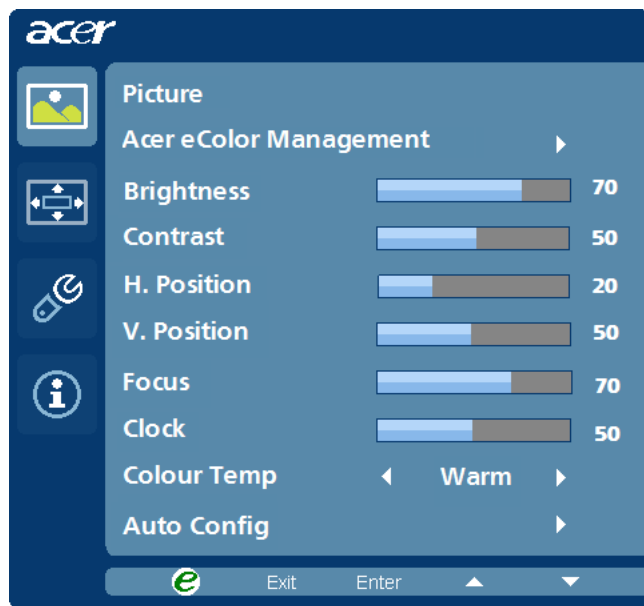 acer
Picture
Acer eColor Management
Brightness 70
Contrast 50
H. Position 20
V. Position 50
Focus 70
Clock 50
Colour Temp Warm
Auto Config
e Exit Enter